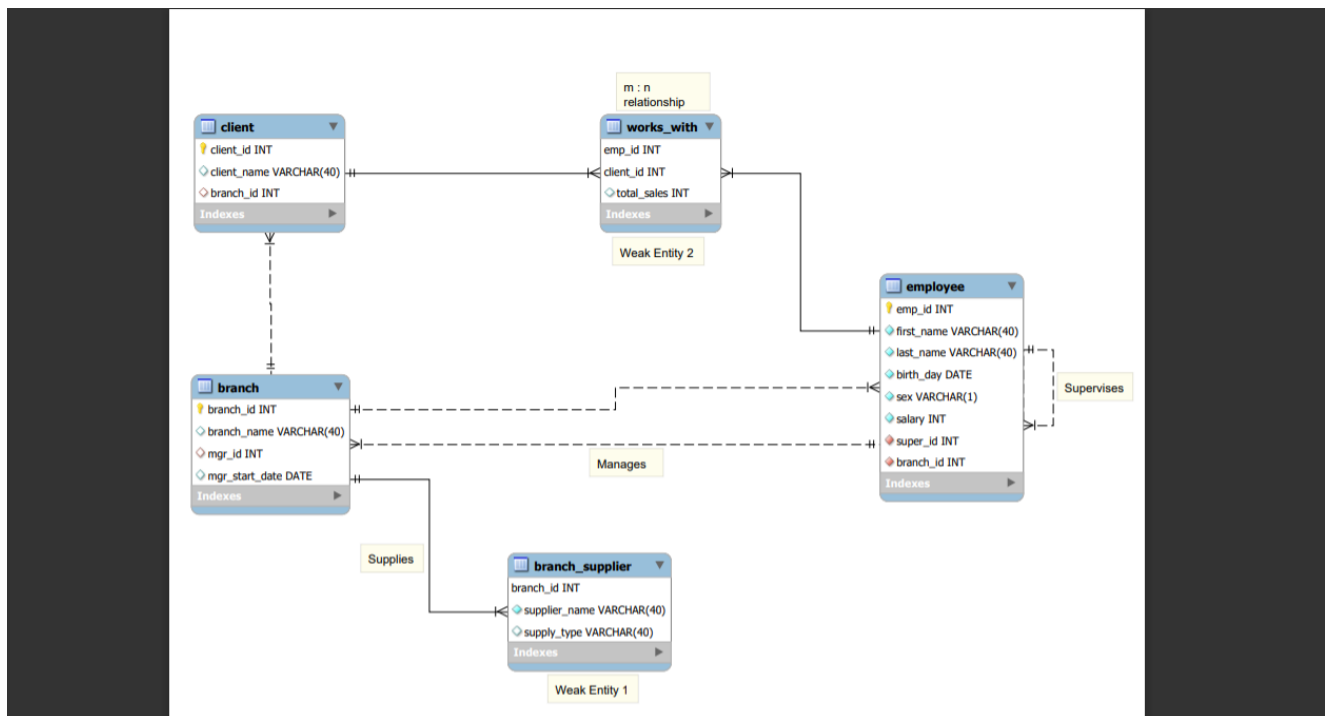 m : n
relationship
client
client_id INT
client_name VARCHAR(40)
branch_id INT
Indexes
works_with
emp_id INT
client_id INT
total_sales INT
Indexes
Weak Entity 2
employee
emp_id INT
first_name VARCHAR(40)
last_name VARCHAR(40)
birth_day DATE
sex VARCHAR(1)
salary INT
super_id INT
branch_id INT
Indexes
Supervises
branch
branch_id INT
branch_name VARCHAR(40)
mgr_id INT
mgr_start_date DATE
Indexes
Manages
Supplies
branch_supplier
branch_id INT
supplier_name VARCHAR(40)
supply_type VARCHAR(40)
Indexes
Weak Entity 1